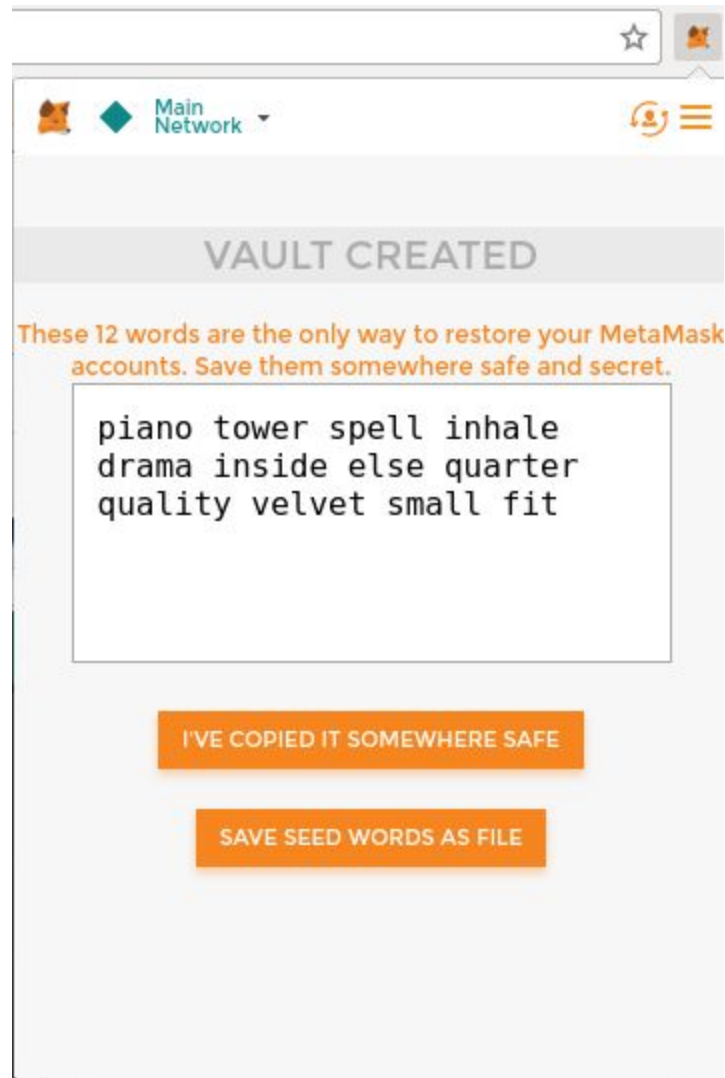 Main
Network
VAULT CREATED
These 12 words are the only way to restore your MetaMask
accounts. Save them somewhere safe and secret.
piano tower spell inhale
drama inside else quarter
quality velvet small fit
I'VE COPIED IT SOMEWHERE SAFE
SAVE SEED WORDS AS FILE